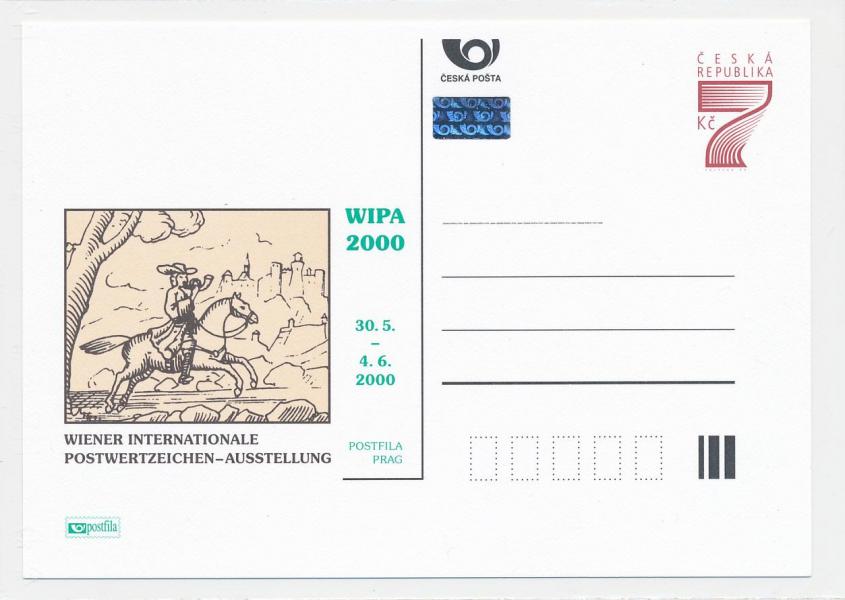 ČESKÁ POŠTA
ČESKÁ
REPUBLIKA
7
Kč
WIPA
2000
30. 5.
–
4. 6.
2000
WIENER INTERNATIONALE
POSTWERTZEICHEN–AUSSTELLUNG
POSTFILA
PRAG
postfila